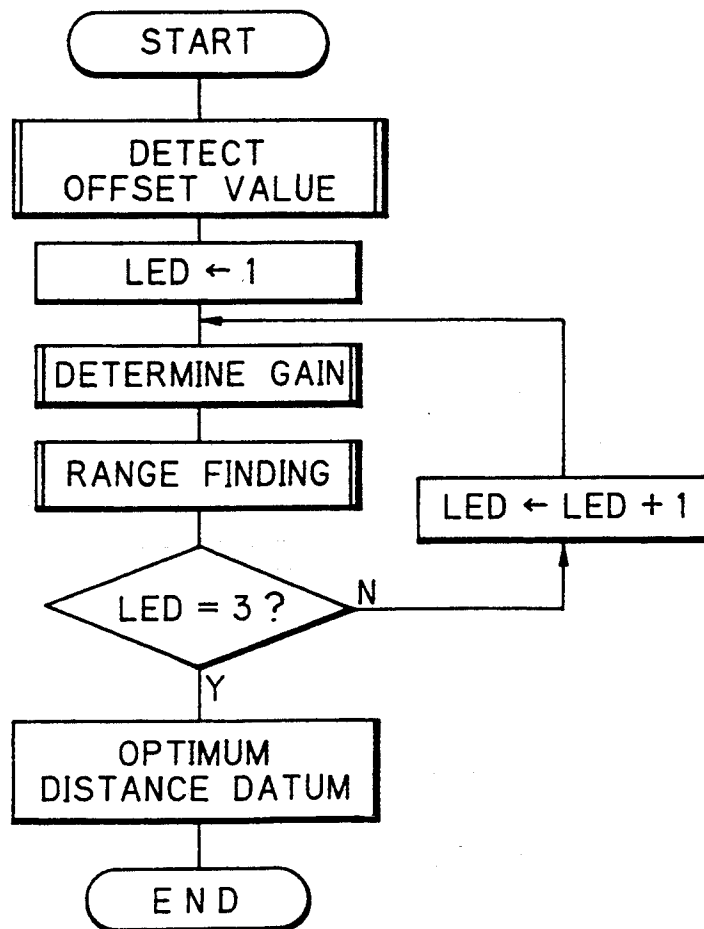 START
DETECT
OFFSET VALUE
LED ← 1
DETERMINE GAIN
RANGE FINDING
LED ← LED + 1
LED = 3 ?
N
Y
OPTIMUM
DISTANCE DATUM
END